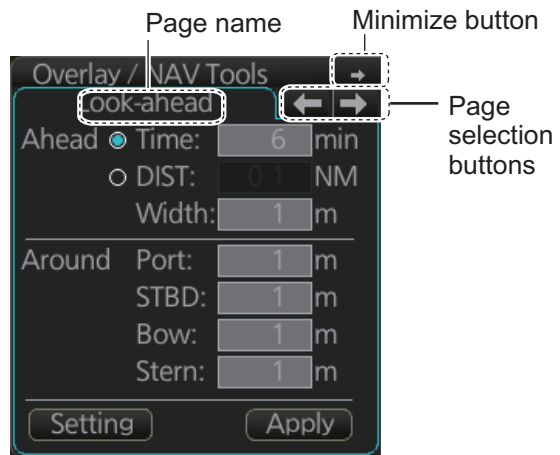 Page name
Minimize button
Overlay / NAV Tools
Look-ahead
Page
selection
buttons
Ahead Time: 6 min
DIST: 0.1 NM
Width: 1 m
Around Port: 1 m
STBD: 1 m
Bow: 1 m
Stern: 1 m
Setting Apply